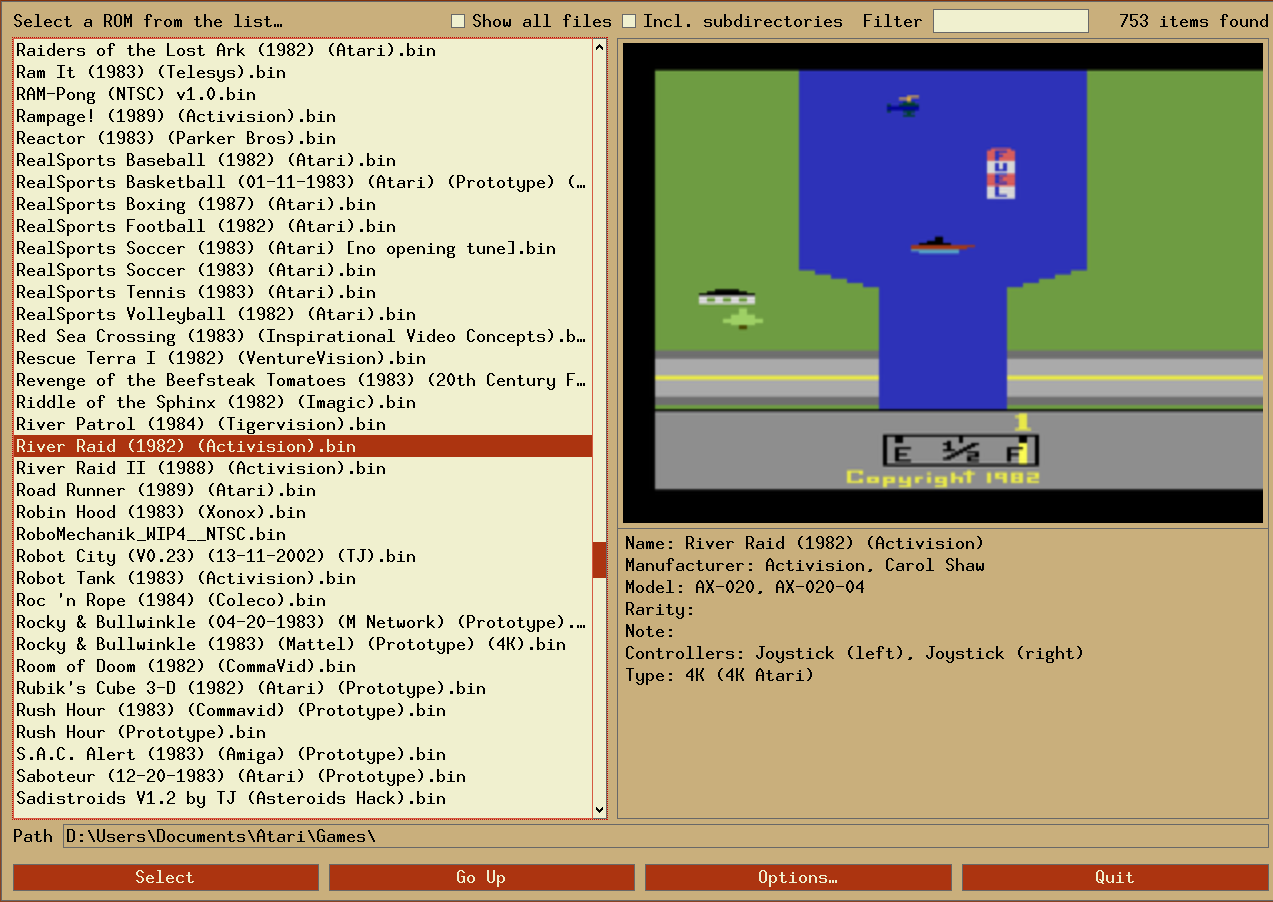 Select a ROM from the list… Show all files Incl. subdirectories Filter 753 items found
Raiders of the Lost Ark (1982) (Atari).bin
Ram It (1983) (Telesys).bin
RAM-Pong (NTSC) v1.0.bin
Rampage! (1989) (Activision).bin
Reactor (1983) (Parker Bros).bin
RealSports Baseball (1982) (Atari).bin
RealSports Basketball (01-11-1983) (Atari) (Prototype) (…
RealSports Boxing (1987) (Atari).bin
RealSports Football (1982) (Atari).bin
RealSports Soccer (1983) (Atari) [no opening tune].bin
RealSports Soccer (1983) (Atari).bin
RealSports Tennis (1983) (Atari).bin
RealSports Volleyball (1982) (Atari).bin
Red Sea Crossing (1983) (Inspirational Video Concepts).b…
Rescue Terra I (1982) (VentureVision).bin
Revenge of the Beefsteak Tomatoes (1983) (20th Century F…
Riddle of the Sphinx (1982) (Imagic).bin
River Patrol (1984) (Tigervision).bin
River Raid (1982) (Activision).bin
River Raid II (1988) (Activision).bin
Road Runner (1989) (Atari).bin
Robin Hood (1983) (Xonox).bin
RoboMechanik_WIP4__NTSC.bin
Robot City (V0.23) (13-11-2002) (TJ).bin
Robot Tank (1983) (Activision).bin
Roc 'n Rope (1984) (Coleco).bin
Rocky & Bullwinkle (04-20-1983) (M Network) (Prototype).…
Rocky & Bullwinkle (1983) (Mattel) (Prototype) (4K).bin
Room of Doom (1982) (CommaVid).bin
Rubik's Cube 3-D (1982) (Atari) (Prototype).bin
Rush Hour (1983) (Commavid) (Prototype).bin
Rush Hour (Prototype).bin
S.A.C. Alert (1983) (Amiga) (Prototype).bin
Saboteur (12-20-1983) (Atari) (Prototype).bin
Sadistroids V1.2 by TJ (Asteroids Hack).bin
FUEL
1
E ½ F
Copyright 1982
Name: River Raid (1982) (Activision)
Manufacturer: Activision, Carol Shaw
Model: AX-020, AX-020-04
Rarity:
Note:
Controllers: Joystick (left), Joystick (right)
Type: 4K (4K Atari)
Path D:\Users\Documents\Atari\Games\
Select Go Up Options… Quit